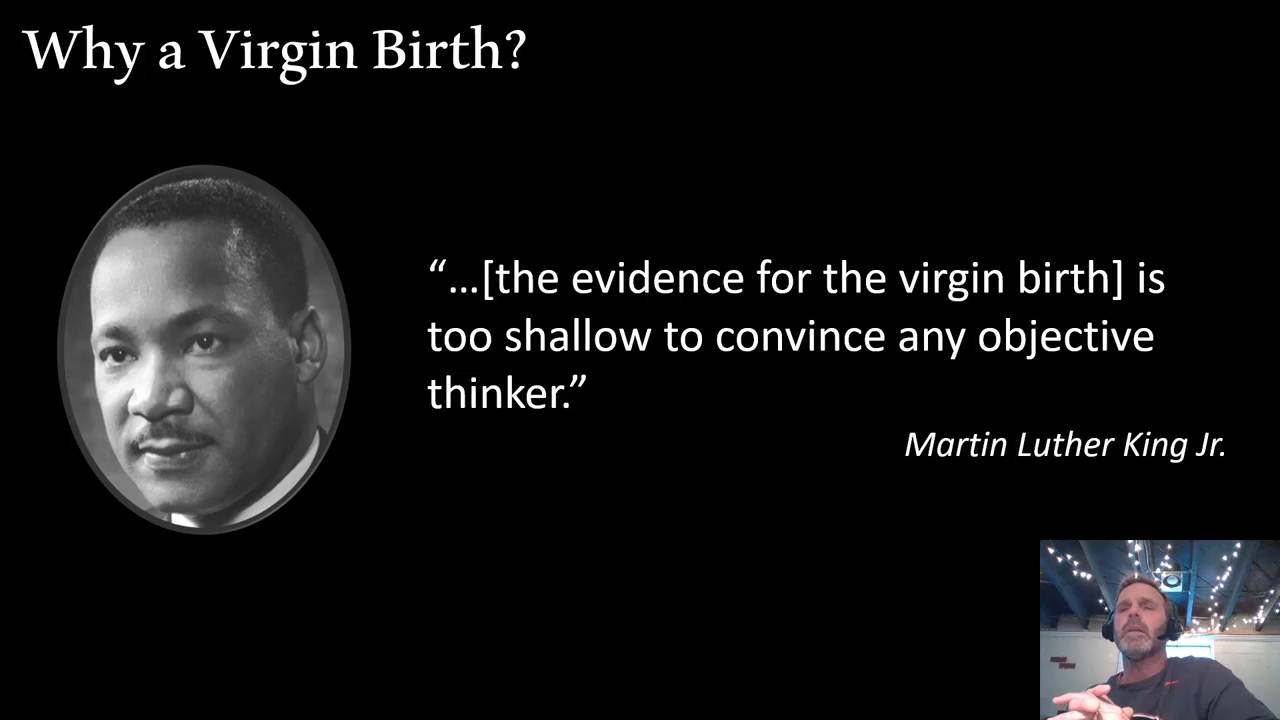 Why a Virgin Birth?
“…[the evidence for the virgin birth] is
too shallow to convince any objective
thinker.”
Martin Luther King Jr.